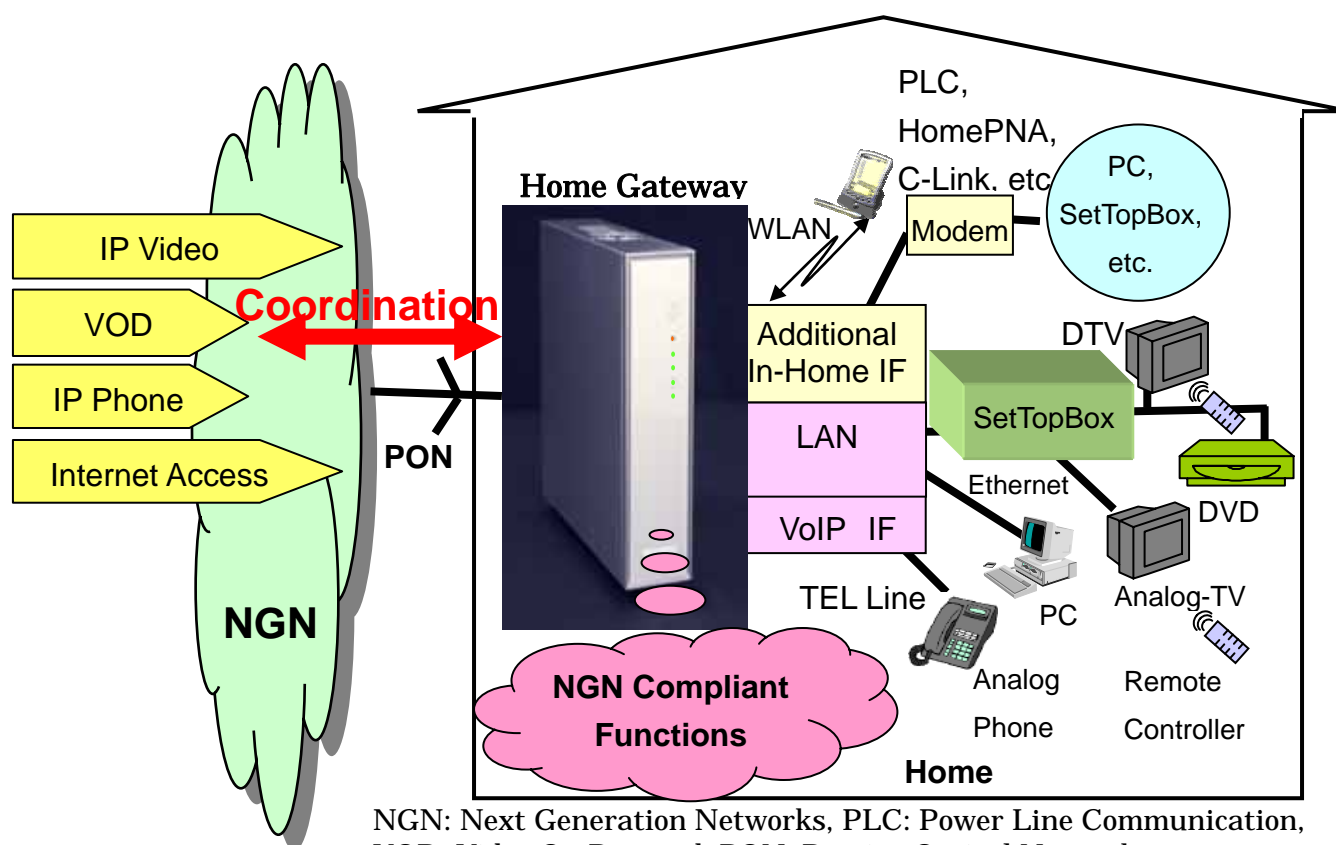 PLC,
HomePNA,
C-Link, etc
Home Gateway
WLAN
Modem
PC,
SetTopBox,
etc.
IP Video
VOD
IP Phone
Internet Access
Coordination
PON
NGN
Additional
In-Home IF
LAN
VoIP IF
SetTopBox
DTV
DVD
Ethernet
PC
Analog-TV
TEL Line
Analog
Phone
Remote
Controller
NGN Compliant
Functions
Home
NGN: Next Generation Networks, PLC: Power Line Communication,